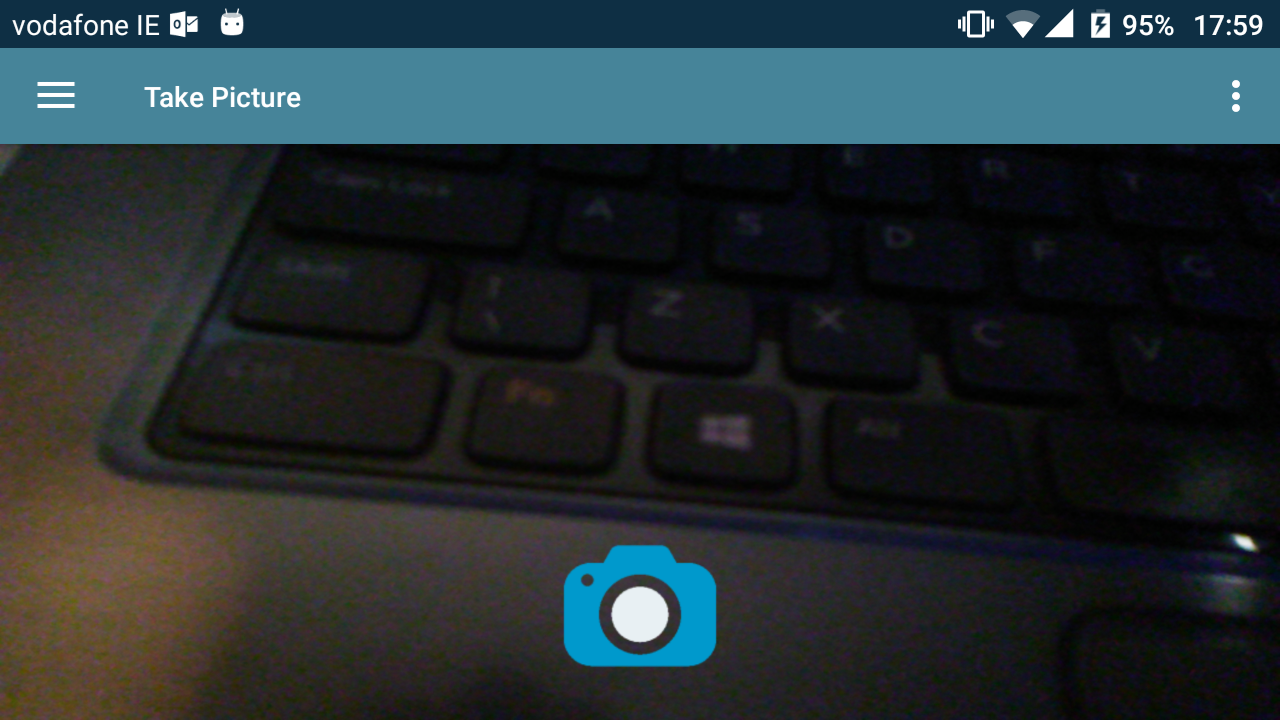 vodafone IE 95% 17:59
Take Picture
W E R T Y
Caps Lock A S D F G
Shift | \ Z X C V
Ctrl Fn Alt